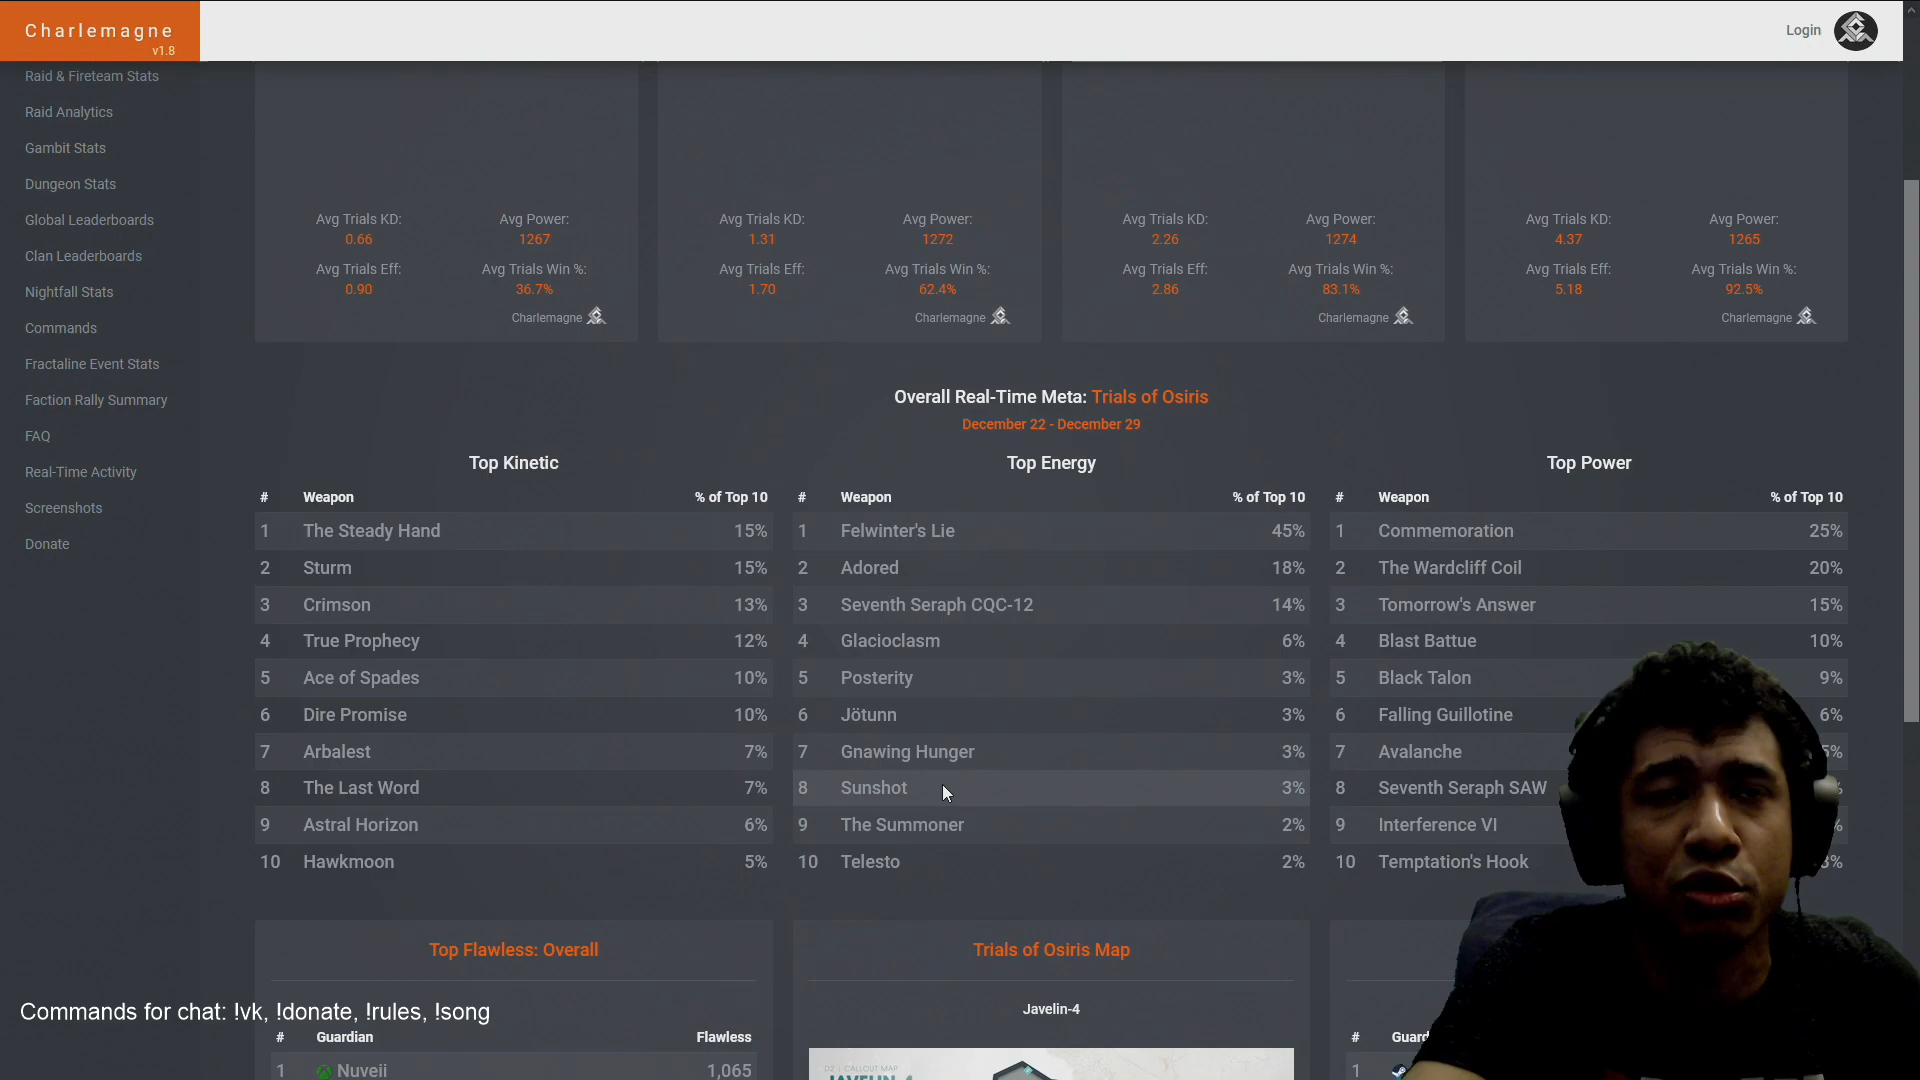 Charlemagne
v1.8
Login
Raid & Fireteam Stats
Raid Analytics
Gambit Stats
Dungeon Stats
Global Leaderboards
Clan Leaderboards
Nightfall Stats
Commands
Fractaline Event Stats
Faction Rally Summary
FAQ
Real-Time Activity
Screenshots
Donate
Avg Trials KD: Avg Power:
0.66 1267
Avg Trials Eff: Avg Trials Win %:
0.90 36.7%
Charlemagne
Avg Trials KD: Avg Power:
1.31 1272
Avg Trials Eff: Avg Trials Win %:
1.70 62.4%
Charlemagne
Avg Trials KD: Avg Power:
2.26 1274
Avg Trials Eff: Avg Trials Win %:
2.86 83.1%
Charlemagne
Avg Trials KD: Avg Power:
4.37 1265
Avg Trials Eff: Avg Trials Win %:
5.18 92.5%
Charlemagne
Overall Real-Time Meta: Trials of Osiris
December 22 - December 29
Top Kinetic
# Weapon % of Top 10
1 The Steady Hand 15%
2 Sturm 15%
3 Crimson 13%
4 True Prophecy 12%
5 Ace of Spades 10%
6 Dire Promise 10%
7 Arbalest 7%
8 The Last Word 7%
9 Astral Horizon 6%
10 Hawkmoon 5%
Top Energy
# Weapon % of Top 10
1 Felwinter's Lie 45%
2 Adored 18%
3 Seventh Seraph CQC-12 14%
4 Glacioclasm 6%
5 Posterity 3%
6 Jötunn 3%
7 Gnawing Hunger 3%
8 Sunshot 3%
9 The Summoner 2%
10 Telesto 2%
Top Power
# Weapon % of Top 10
1 Commemoration 25%
2 The Wardcliff Coil 20%
3 Tomorrow's Answer 15%
4 Blast Battue 10%
5 Black Talon 9%
6 Falling Guillotine 6%
7 Avalanche 5%
8 Seventh Seraph SAW
9 Interference VI
10 Temptation's Hook
Top Flawless: Overall
# Guardian Flawless
1 Nuveii 1,065
Trials of Osiris Map
Javelin-4
D2 | CALLOUT MAP
JAVELIN-4
# Guard
1
Commands for chat: !vk, !donate, !rules, !song